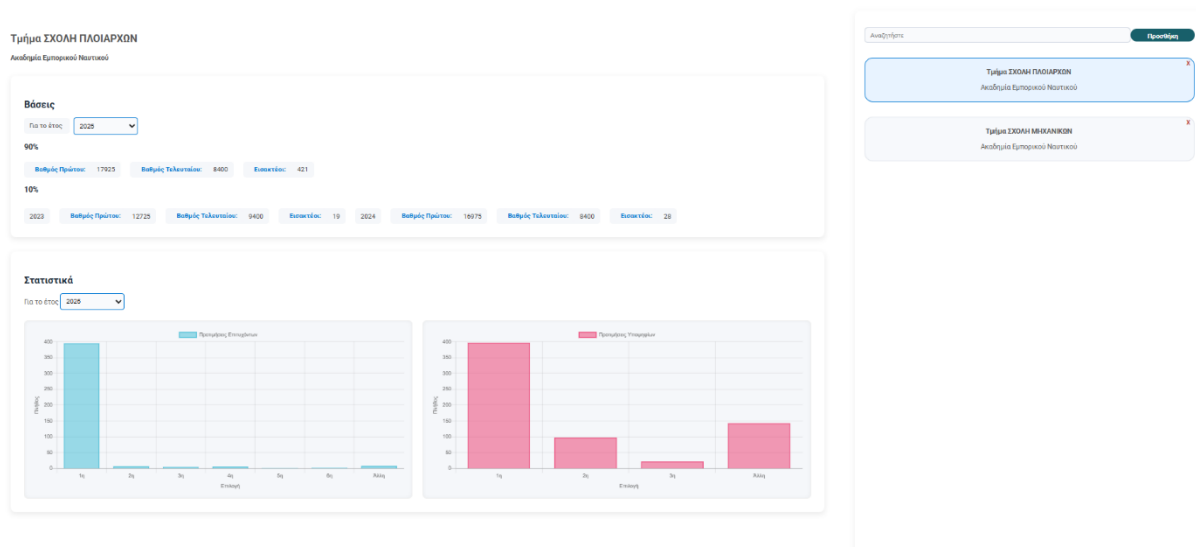 Τμήμα ΣΧΟΛΗ ΠΛΟΙΑΡΧΩΝ
Ακαδημία Εμπορικού Ναυτικού
Βάσεις
Για το έτος 2025
90%
Βαθμός Πρώτου: 17925 Βαθμός Τελευταίου: 8400 Εισακτέοι: 421
10%
2023 Βαθμός Πρώτου: 12725 Βαθμός Τελευταίου: 9400 Εισακτέοι: 19 2024 Βαθμός Πρώτου: 16975 Βαθμός Τελευταίου: 8400 Εισακτέοι: 28
Στατιστικά
Για το έτος 2025
Προτιμήσεις Επιτυχόντων
400
350
300
250
200
150
100
50
0
Πλήθος
1η 2η 3η 4η 5η 6η Άλλη
Επιλογή
Προτιμήσεις Υποψηφίων
400
350
300
250
200
150
100
50
0
Πλήθος
1η 2η 3η Άλλη
Επιλογή
Αναζητήστε Προσθήκη
X
Τμήμα ΣΧΟΛΗ ΠΛΟΙΑΡΧΩΝ
Ακαδημία Εμπορικού Ναυτικού
X
Τμήμα ΣΧΟΛΗ ΜΗΧΑΝΙΚΩΝ
Ακαδημία Εμπορικού Ναυτικού